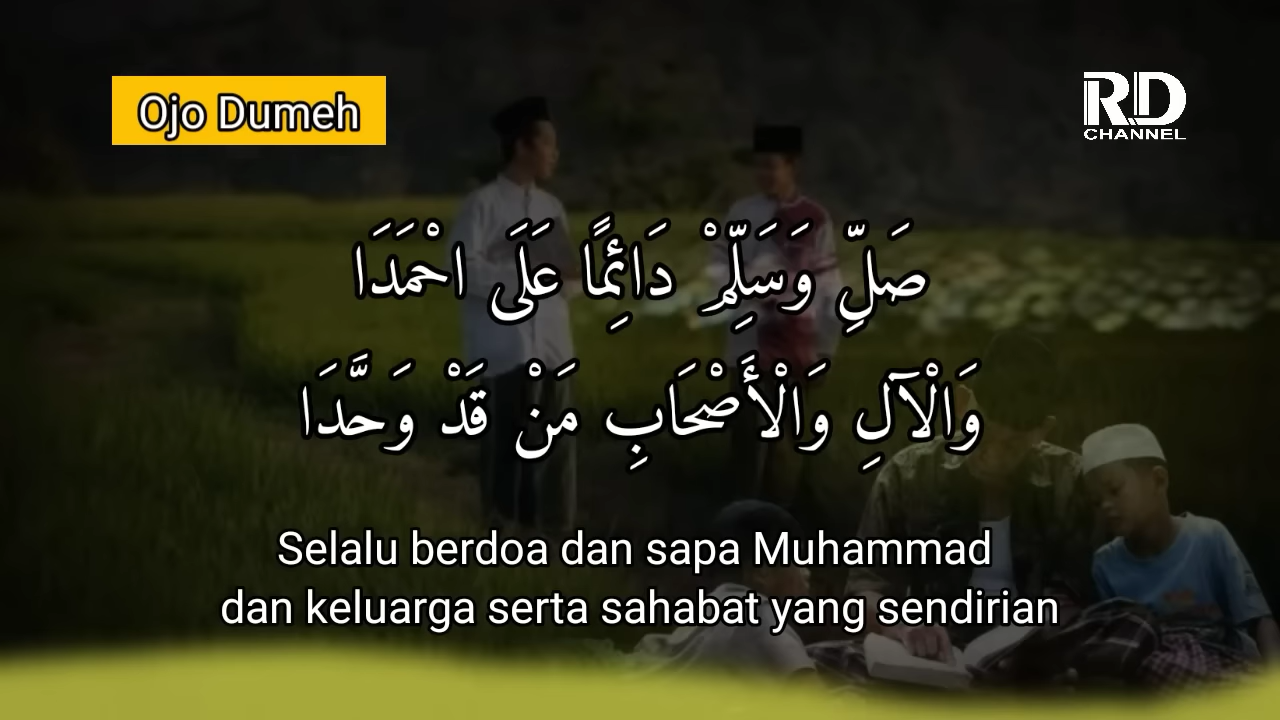 Ojo Dumeh
RD
CHANNEL
صَلِّ وَسَلِّمْ دَائِمًا عَلَى احْمَدَا
وَالْآلِ وَالْأَصْحَابِ مَنْ قَدْ وَحَّدَا
Selalu berdoa dan sapa Muhammad
dan keluarga serta sahabat yang sendirian